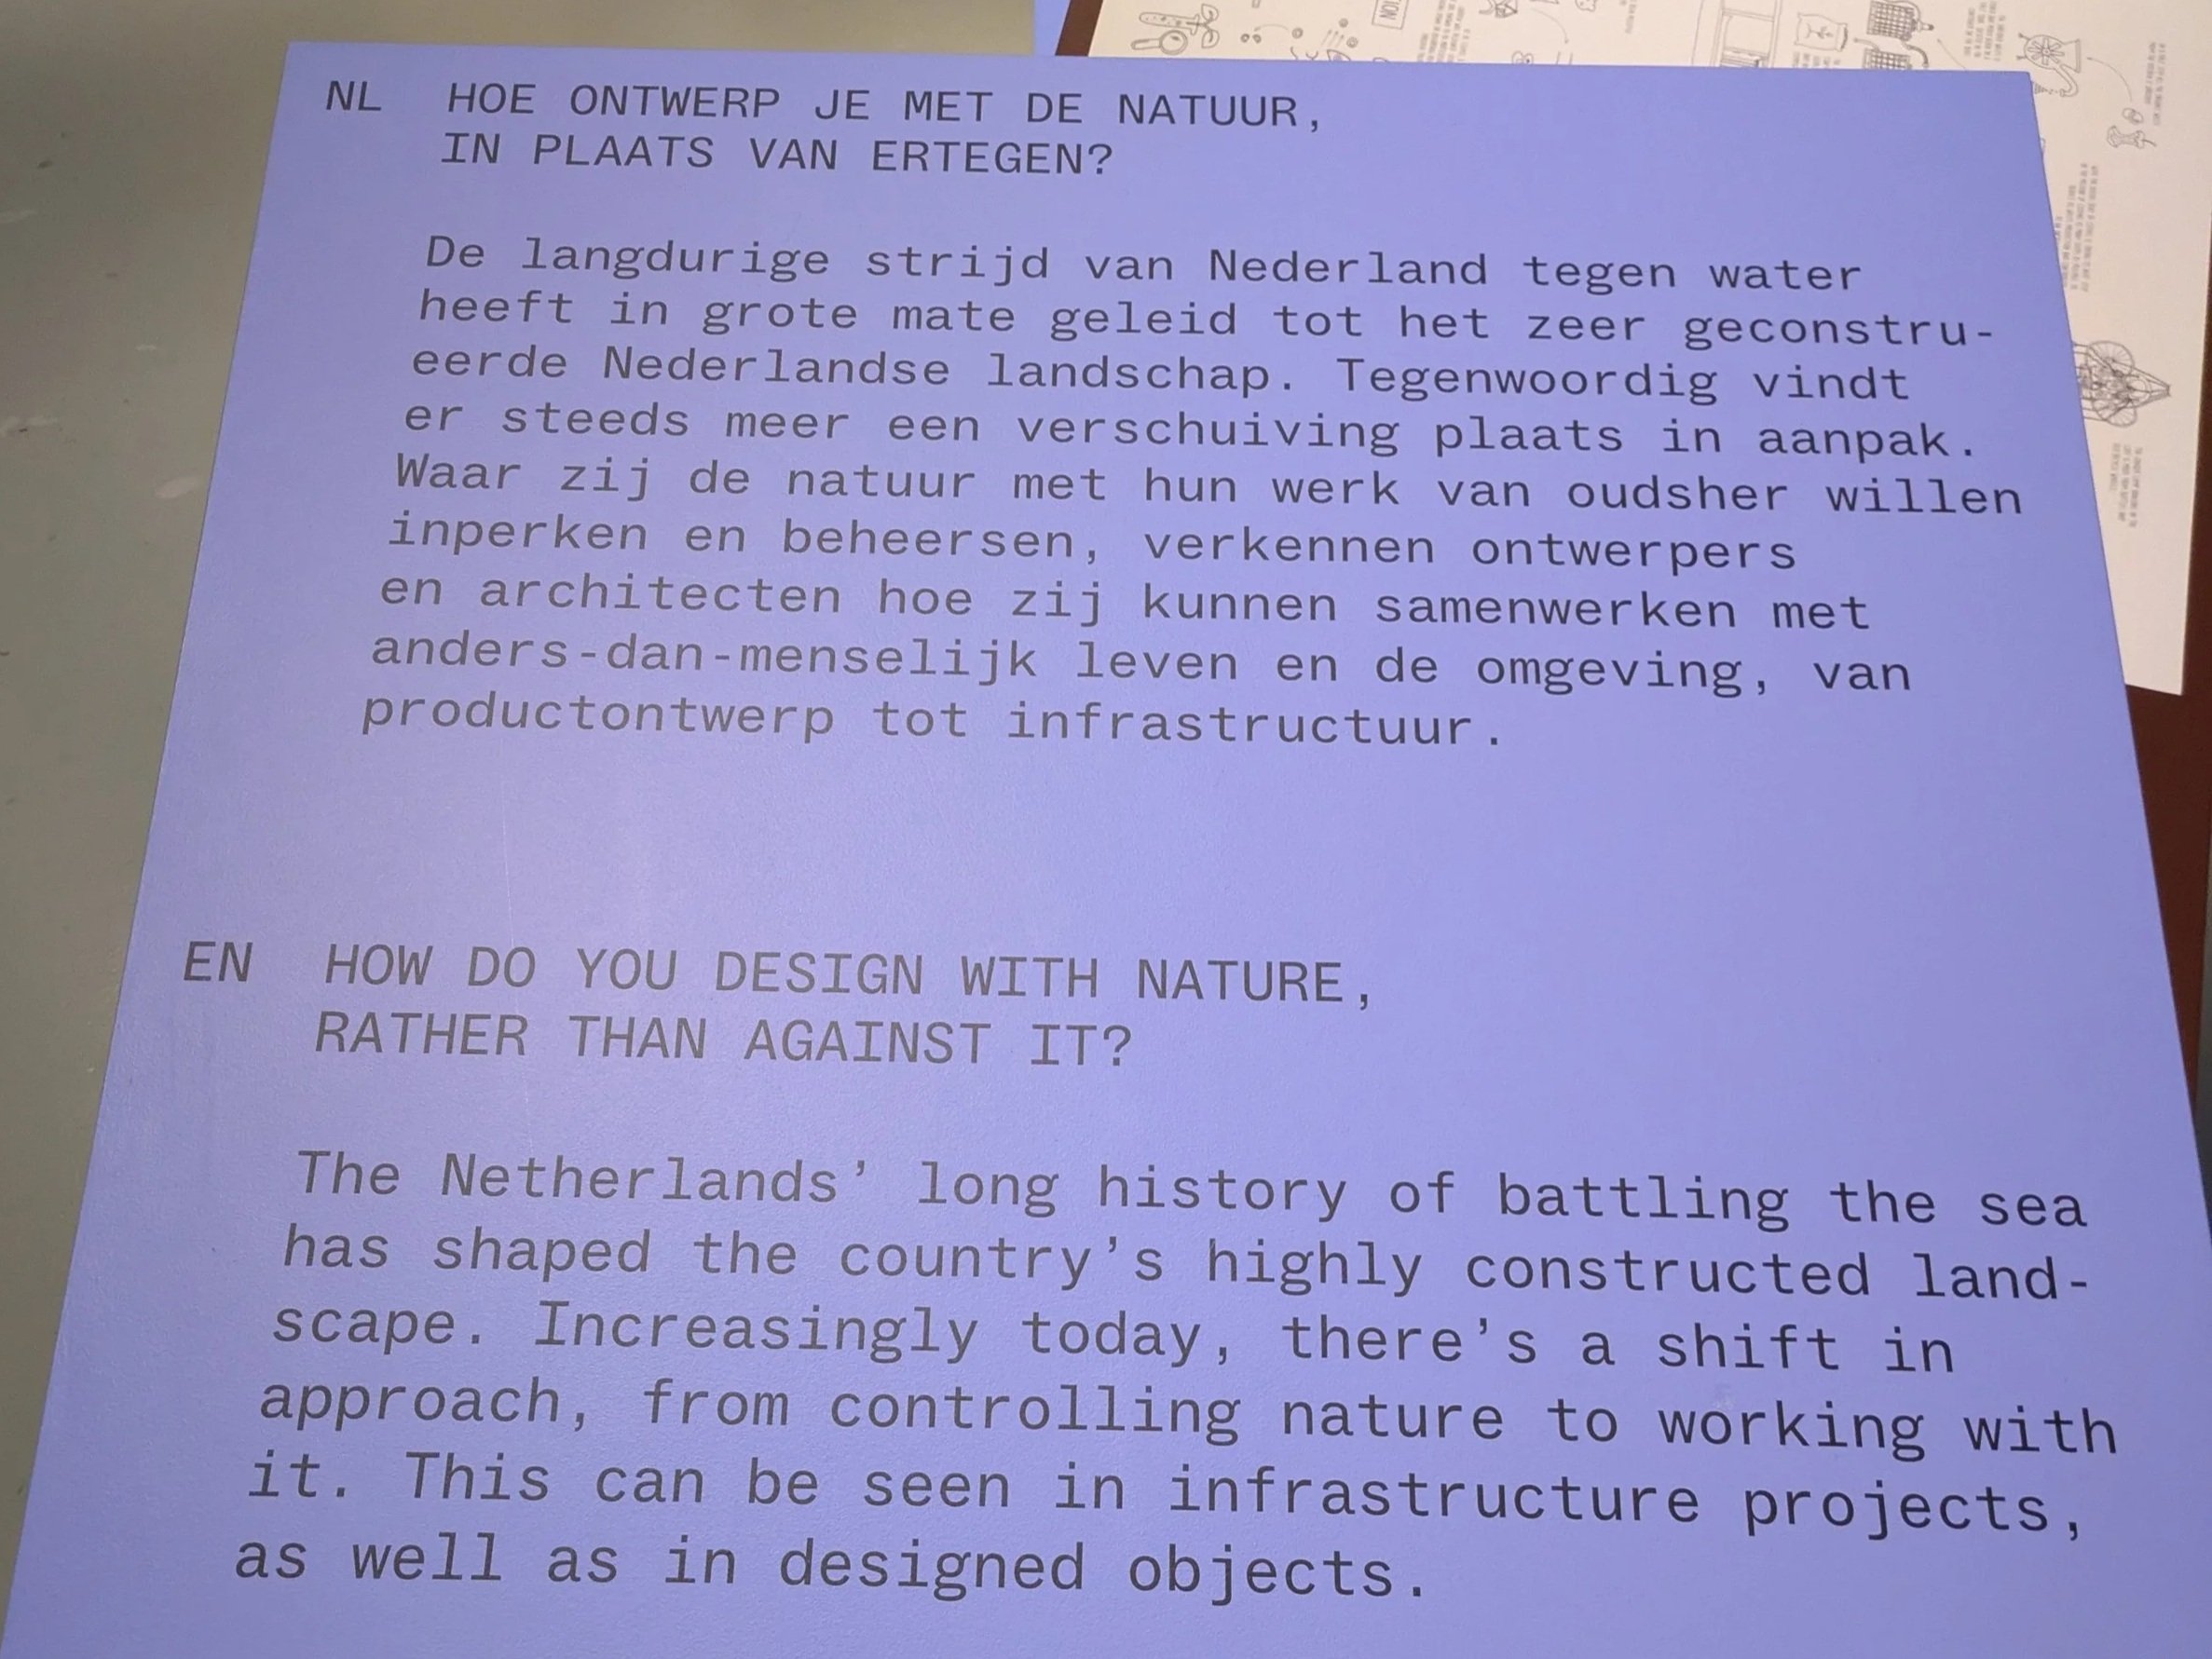 NL HOE ONTWERP JE MET DE NATUUR,
IN PLAATS VAN ERTEGEN?
De langdurige strijd van Nederland tegen water
heeft in grote mate geleid tot het zeer geconstru-
eerde Nederlandse landschap. Tegenwoordig vindt
er steeds meer een verschuiving plaats in aanpak.
Waar zij de natuur met hun werk van oudsher willen
inperken en beheersen, verkennen ontwerpers
en architecten hoe zij kunnen samenwerken met
anders-dan-menselijk leven en de omgeving, van
productontwerp tot infrastructuur.
EN HOW DO YOU DESIGN WITH NATURE,
RATHER THAN AGAINST IT?
The Netherlands’ long history of battling the sea
has shaped the country’s highly constructed land-
scape. Increasingly today, there’s a shift in
approach, from controlling nature to working with
it. This can be seen in infrastructure projects,
as well as in designed objects.